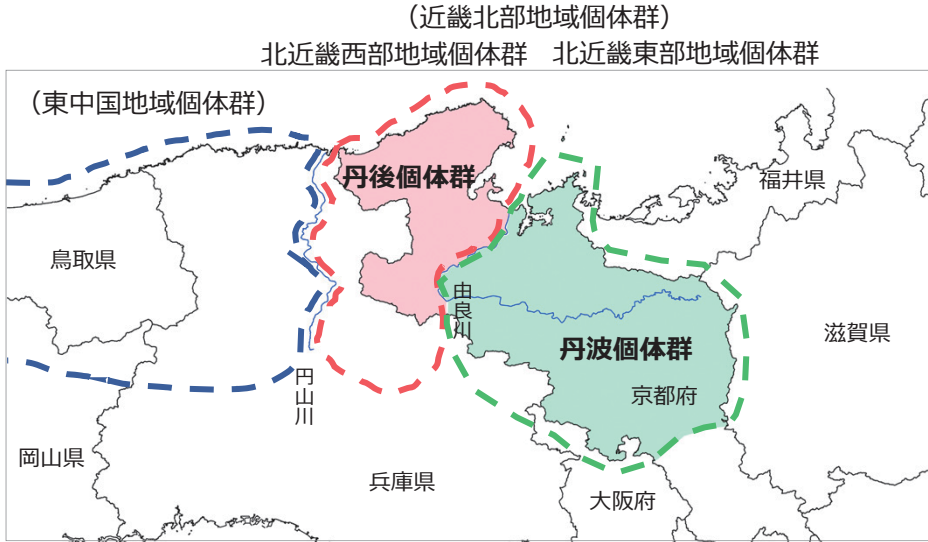 （近畿北部地域個体群）
北近畿西部地域個体群
北近畿東部地域個体群
（東中国地域個体群）
丹後個体群
福井県
鳥取県
由良川
滋賀県
丹波個体群
円山川
京都府
岡山県
兵庫県
大阪府